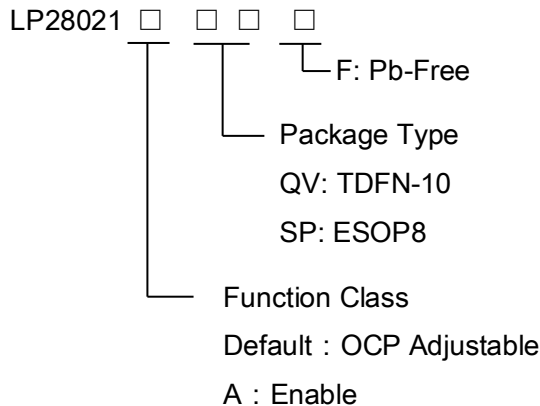 LP28021 □ □ □ □
F: Pb-Free
Package Type
QV: TDFN-10
SP: ESOP8
Function Class
Default：OCP Adjustable
A：Enable